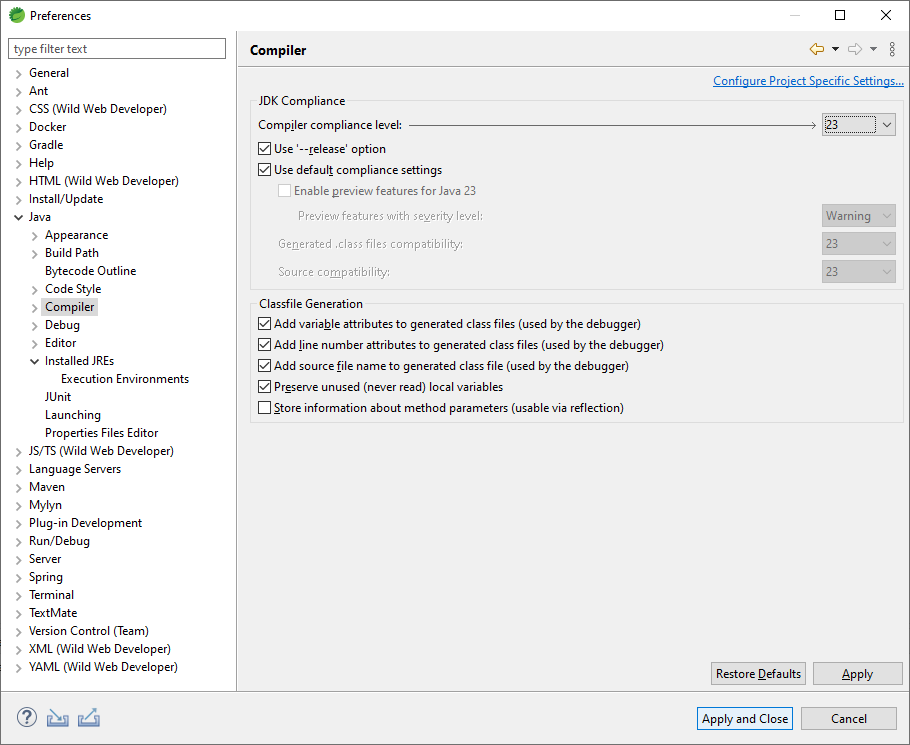 Preferences
type filter text
General
Ant
CSS (Wild Web Developer)
Docker
Gradle
Help
HTML (Wild Web Developer)
Install/Update
Java
Appearance
Build Path
Bytecode Outline
Code Style
Compiler
Debug
Editor
Installed JREs
Execution Environments
JUnit
Launching
Properties Files Editor
JS/TS (Wild Web Developer)
Language Servers
Maven
Mylyn
Plug-in Development
Run/Debug
Server
Spring
Terminal
TextMate
Version Control (Team)
XML (Wild Web Developer)
YAML (Wild Web Developer)
Compiler
Configure Project Specific Settings...
JDK Compliance
Compiler compliance level: 23
Use '--release' option
Use default compliance settings
Enable preview features for Java 23
Preview features with severity level: Warning
Generated .class files compatibility: 23
Source compatibility: 23
Classfile Generation
Add variable attributes to generated class files (used by the debugger)
Add line number attributes to generated class files (used by the debugger)
Add source file name to generated class file (used by the debugger)
Preserve unused (never read) local variables
Store information about method parameters (usable via reflection)
Restore Defaults Apply
? Apply and Close Cancel